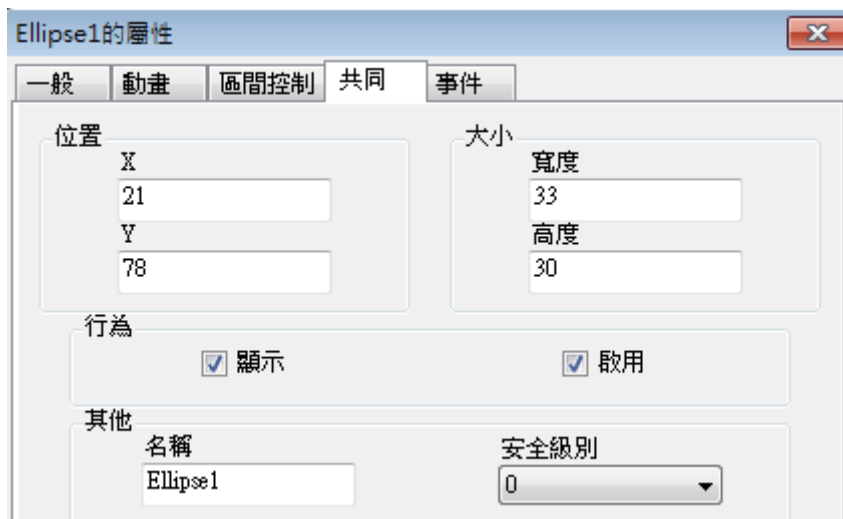 Ellipse1的屬性
一般 動畫 區間控制 共同 事件
位置 大小
X 寬度
21 33
Y 高度
78 30
行為
顯示 啟用
其他
名稱 安全級別
Ellipse1 0